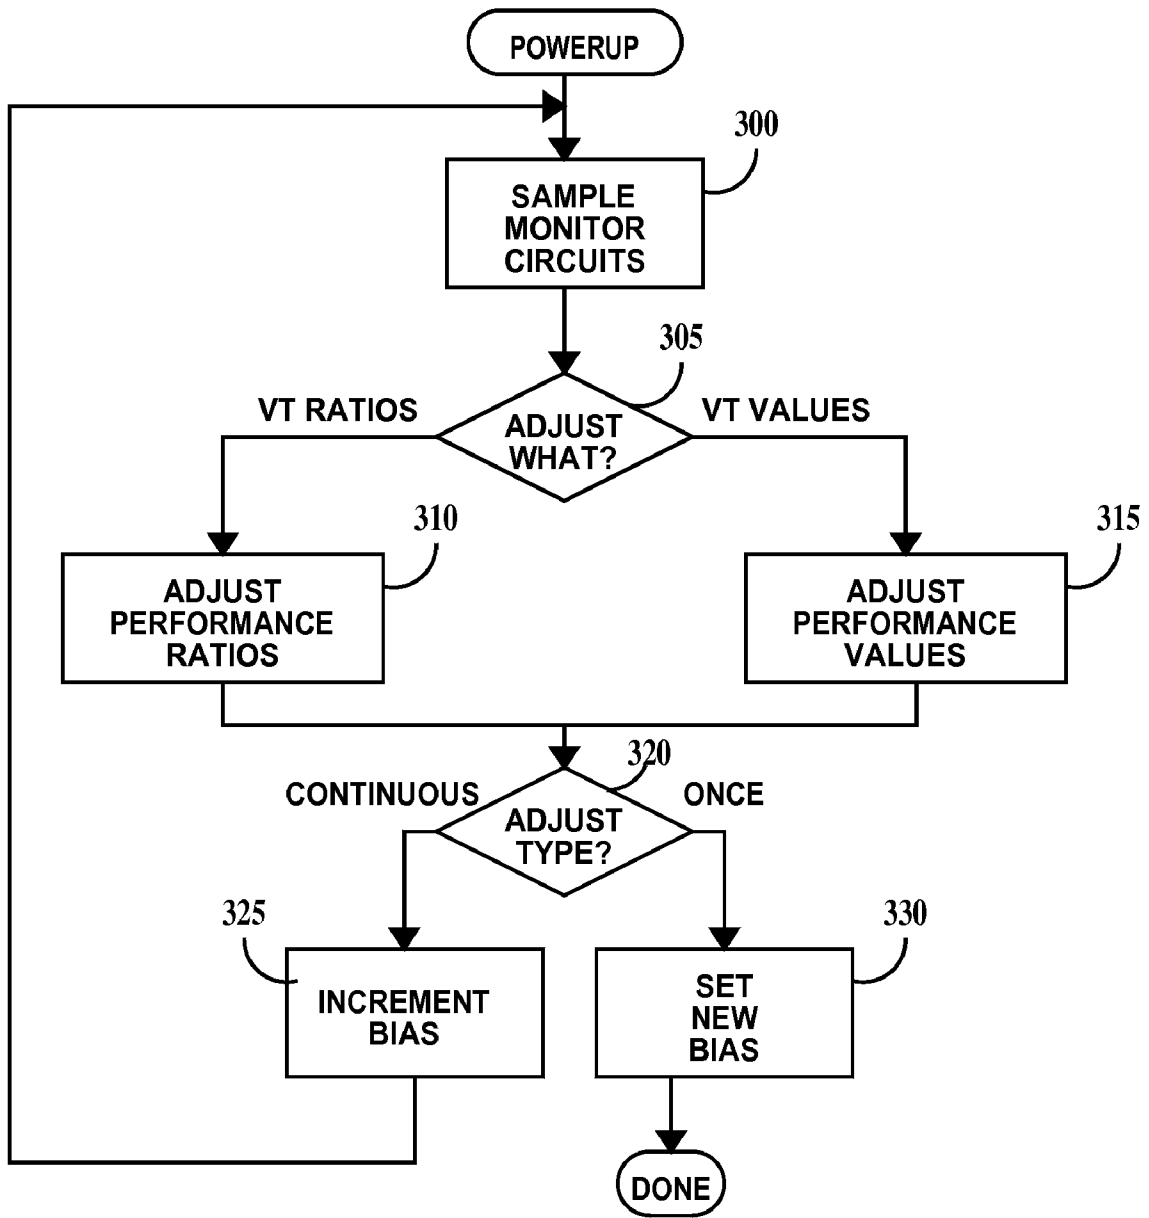 POWERUP
300
SAMPLE
MONITOR
CIRCUITS
305
VT RATIOS
VT VALUES
ADJUST
WHAT?
310
315
ADJUST
PERFORMANCE
RATIOS
ADJUST
PERFORMANCE
VALUES
320
CONTINUOUS
ONCE
ADJUST
TYPE?
325
330
INCREMENT
BIAS
SET
NEW
BIAS
DONE